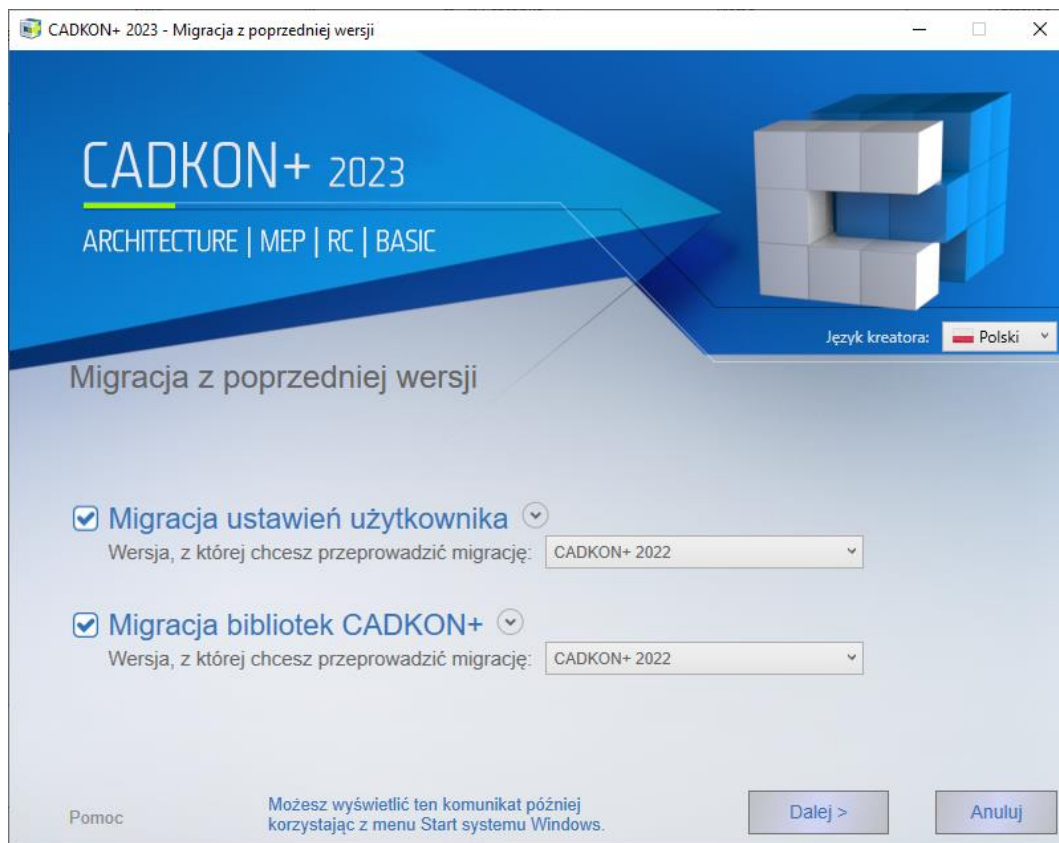 CADKON+ 2023 - Migracja z poprzedniej wersji
CADKON+ 2023
ARCHITECTURE | MEP | RC | BASIC
Język kreatora: Polski
Migracja z poprzedniej wersji
Migracja ustawień użytkownika
Wersja, z której chcesz przeprowadzić migrację: CADKON+ 2022
Migracja bibliotek CADKON+
Wersja, z której chcesz przeprowadzić migrację: CADKON+ 2022
Pomoc
Możesz wyświetlić ten komunikat później
korzystając z menu Start systemu Windows.
Dalej >
Anuluj